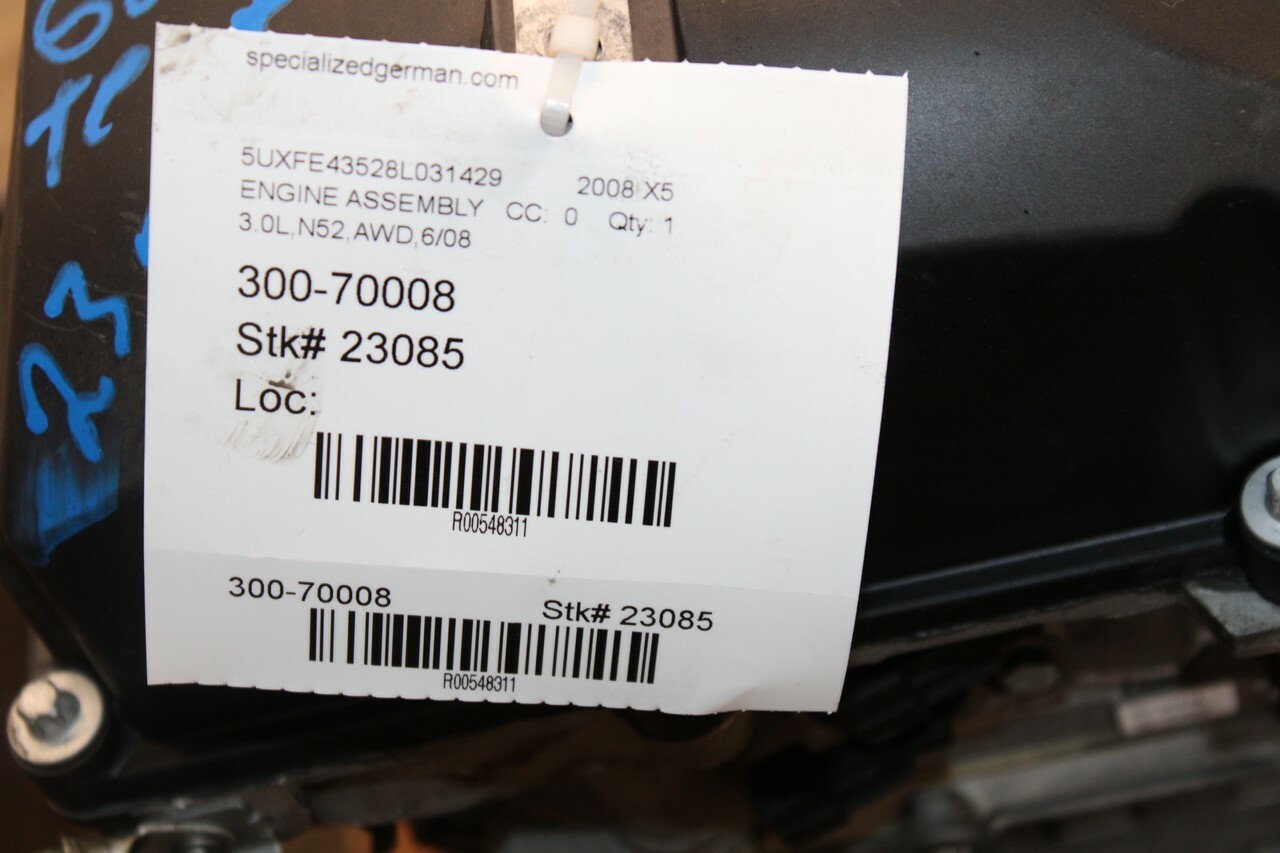 specializedgerman.com
5UXFE43528L031429 2008 X5
ENGINE ASSEMBLY CC: 0 Qty: 1
3.0L,N52,AWD,6/08
300-70008
Stk# 23085
Loc:
R00548311
300-70008 Stk# 23085
R00548311